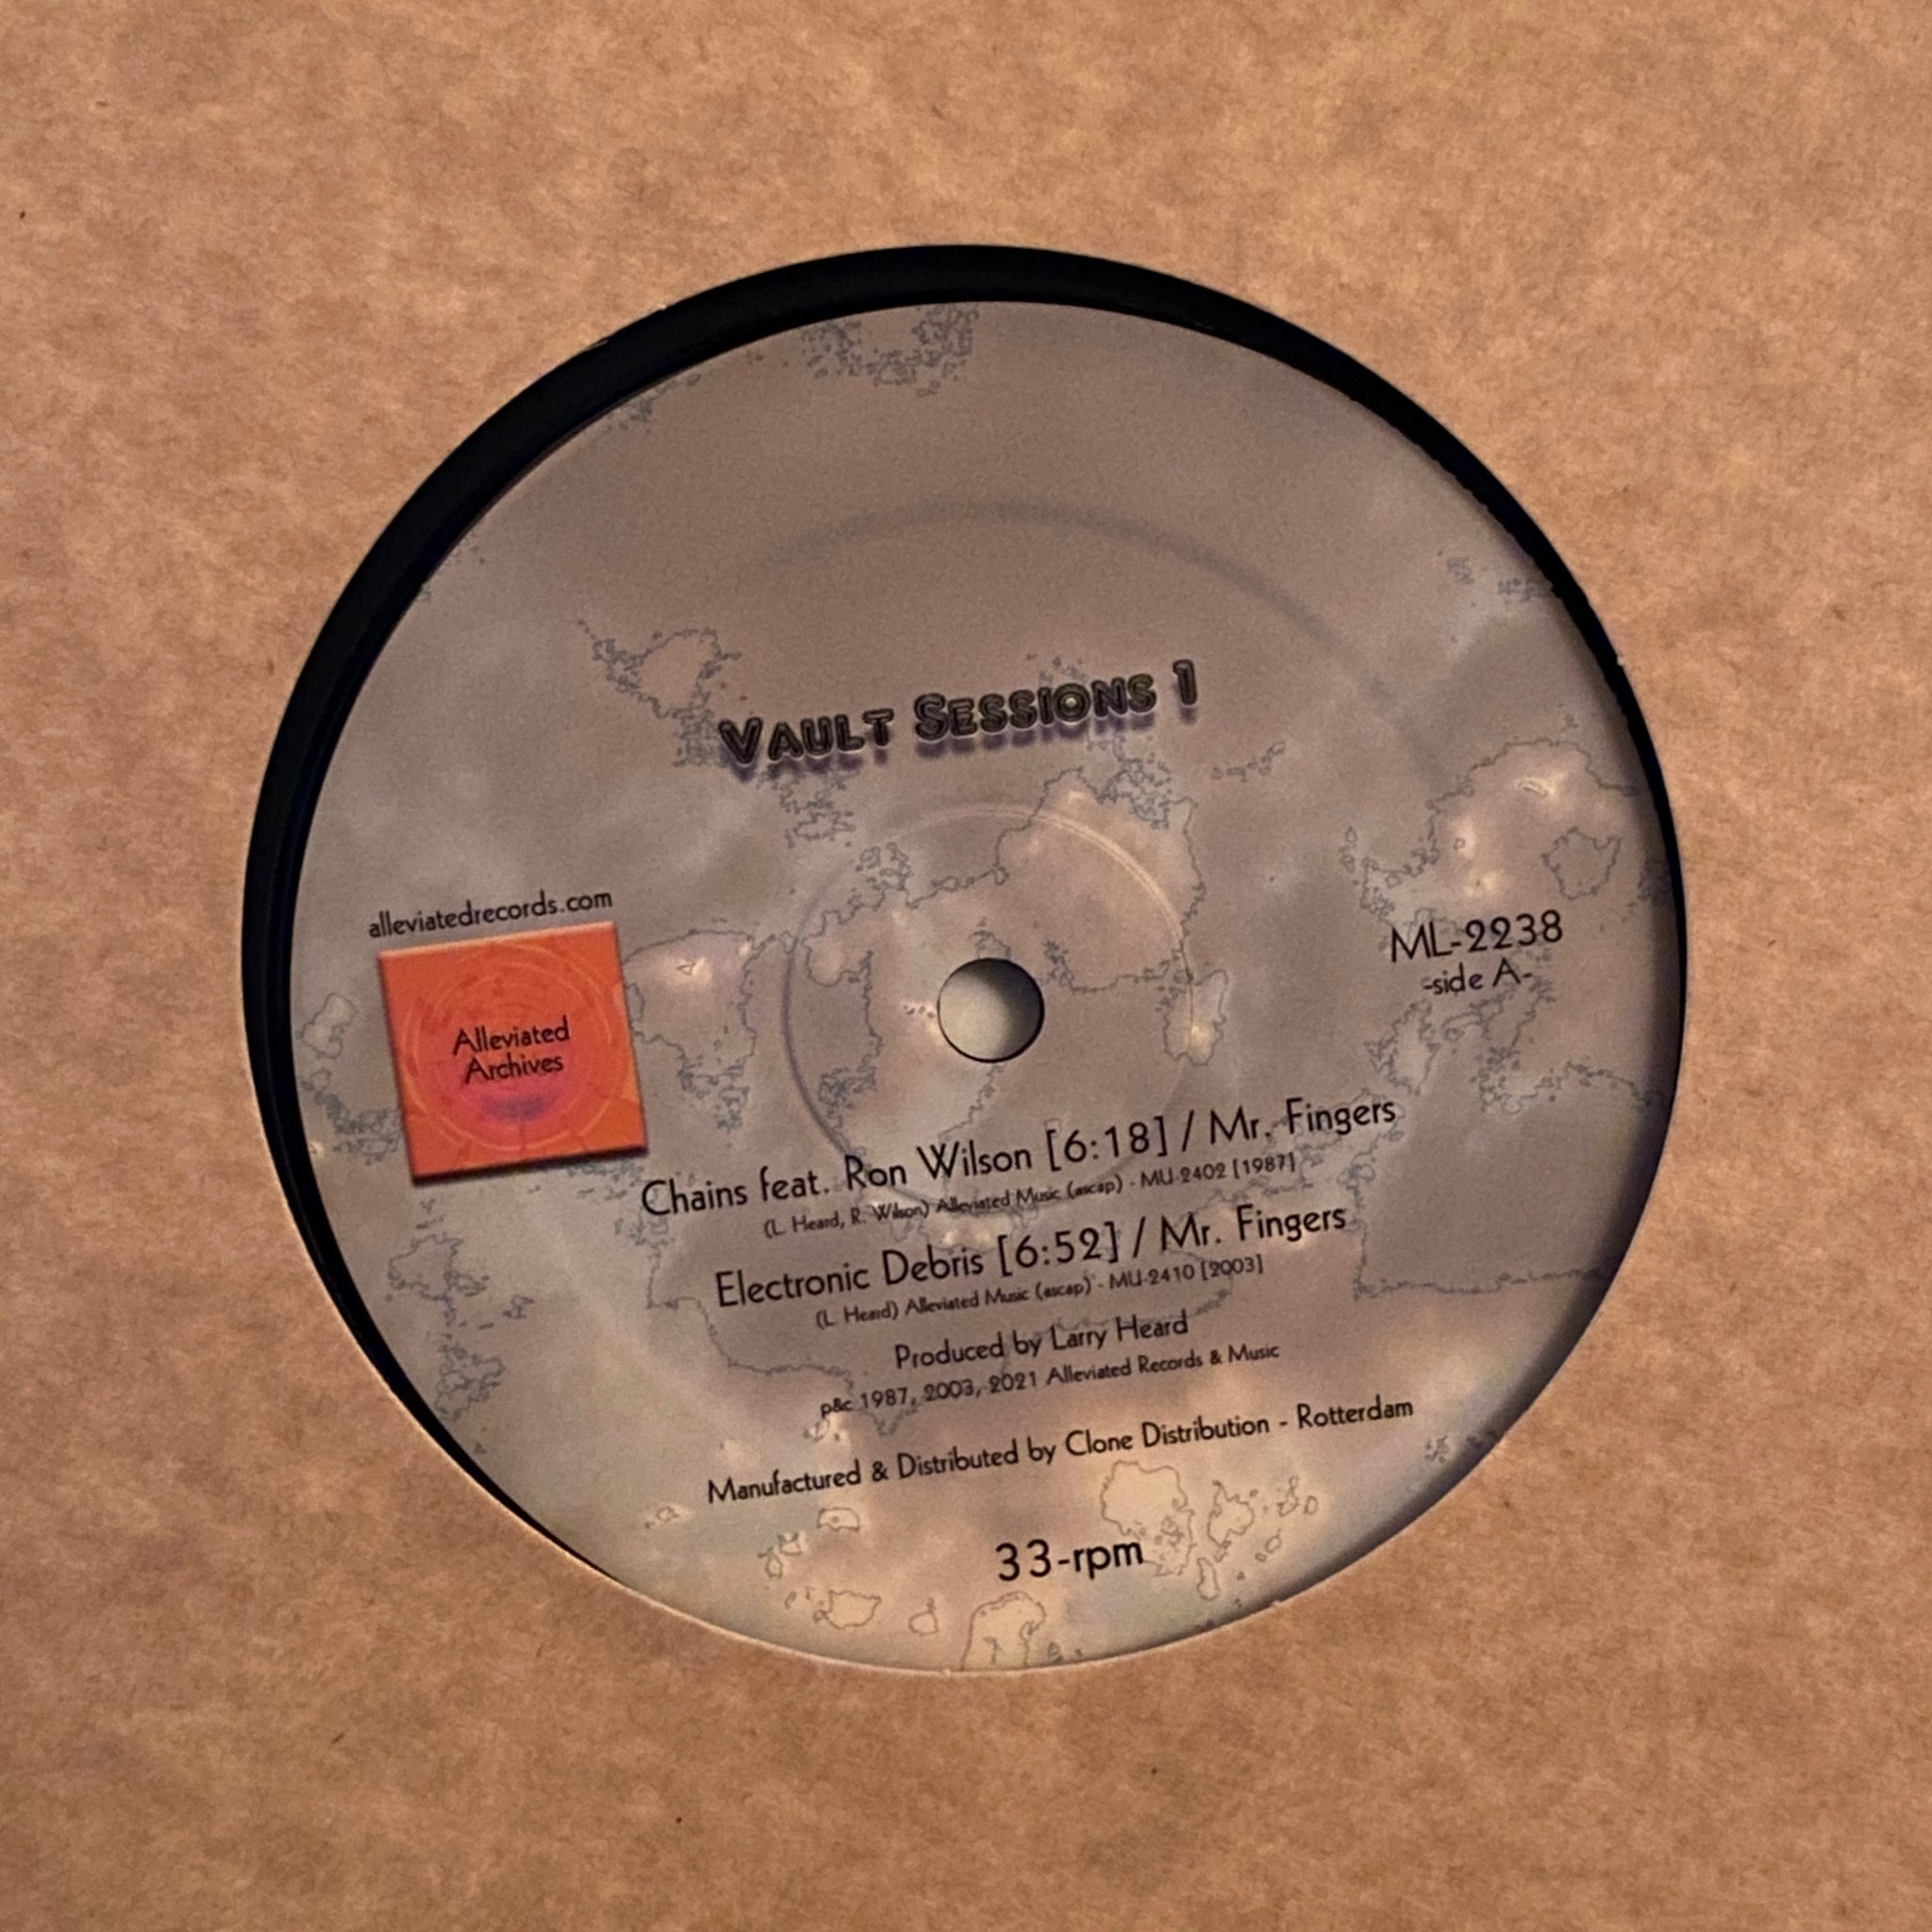 Vault Sessions 1
alleviatedrecords.com
Alleviated
Archives
ML-2238
-side A-
Chains feat. Ron Wilson [6:18] / Mr. Fingers
(L. Heard, R. Wilson) Alleviated Music (ascap) - MU-2402 [1987]
Electronic Debris [6:52] / Mr. Fingers
(L. Heard) Alleviated Music (ascap) - MU-2410 [2003]
Produced by Larry Heard
p&c 1987, 2003, 2021 Alleviated Records & Music
Manufactured & Distributed by Clone Distribution - Rotterdam
33-rpm